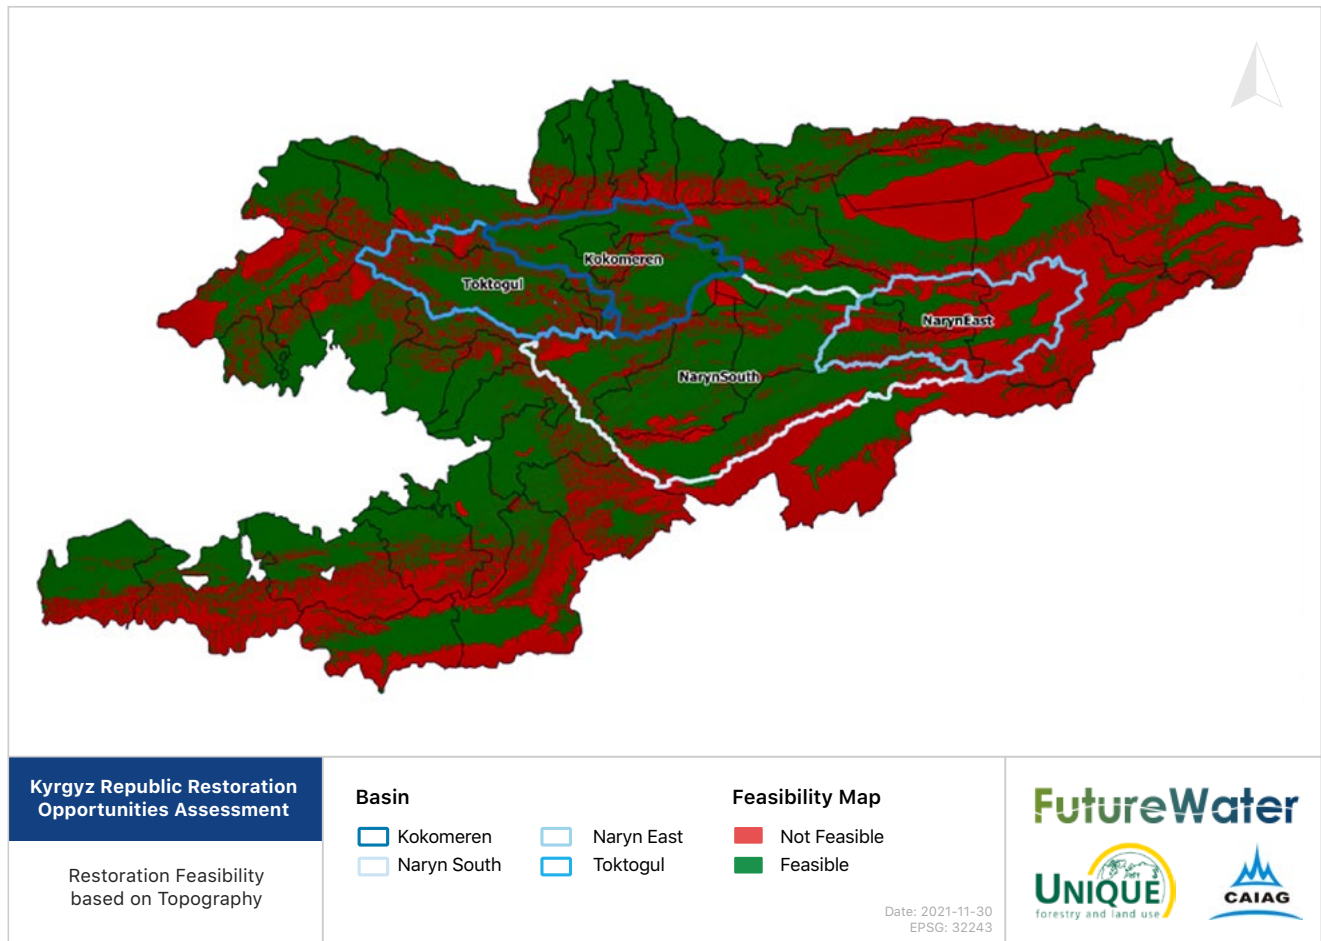 Kokomeren
Toktogul
NarynEast
NarynSouth
Kyrgyz Republic Restoration
Opportunities Assessment
Restoration Feasibility
based on Topography
Basin
Kokomeren
Naryn East
Naryn South
Toktogul
Feasibility Map
Not Feasible
Feasible
Date: 2021-11-30
EPSG: 32243
FutureWater
UNIQUE
forestry and land use
CAIAG